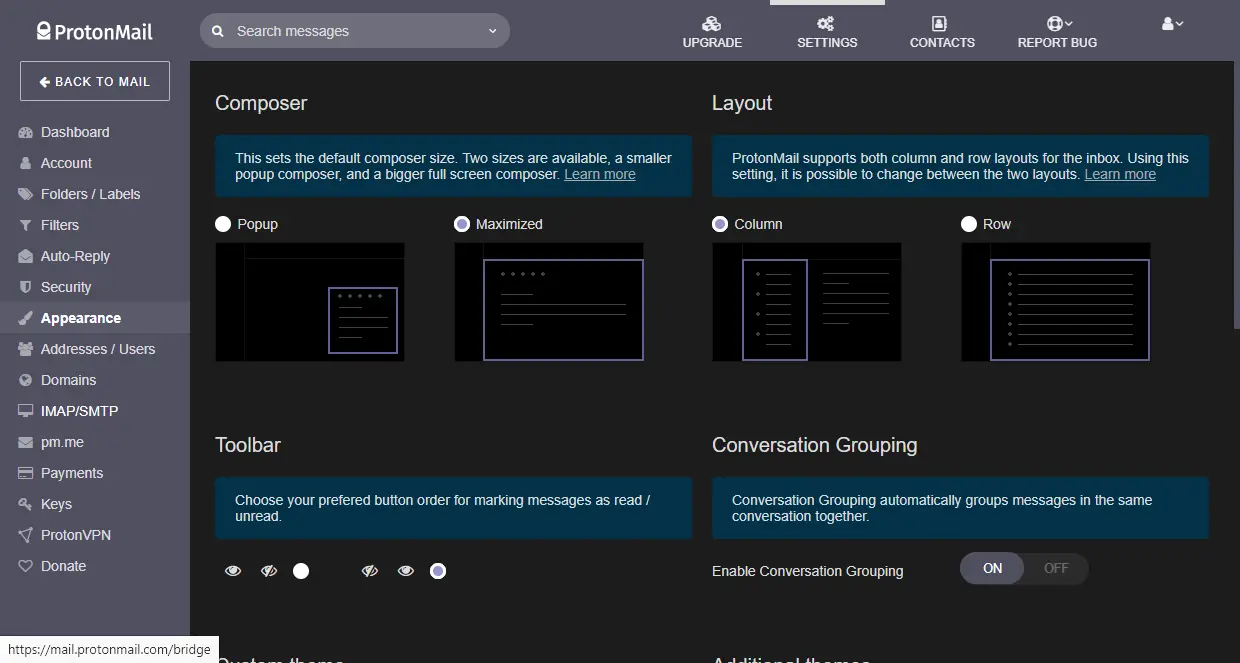 ProtonMail
Search messages
UPGRADE
SETTINGS
CONTACTS
REPORT BUG
BACK TO MAIL
Dashboard
Account
Folders / Labels
Filters
Auto-Reply
Security
Appearance
Addresses / Users
Domains
IMAP/SMTP
pm.me
Payments
Keys
ProtonVPN
Donate
Composer
This sets the default composer size. Two sizes are available, a smaller
popup composer, and a bigger full screen composer. Learn more
Popup
Maximized
Layout
ProtonMail supports both column and row layouts for the inbox. Using this
setting, it is possible to change between the two layouts. Learn more
Column
Row
Toolbar
Choose your prefered button order for marking messages as read /
unread.
Conversation Grouping
Conversation Grouping automatically groups messages in the same
conversation together.
Enable Conversation Grouping
ON
OFF
Custom theme
Additional themes
https://mail.protonmail.com/bridge